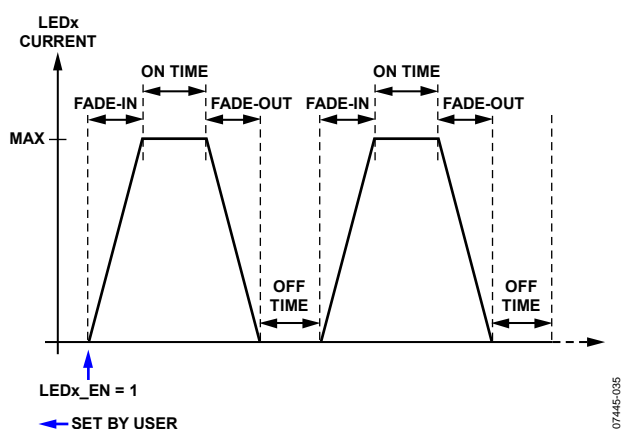 LEDx
CURRENT
ON TIME
ON TIME
FADE-IN
FADE-OUT
FADE-IN
FADE-OUT
MAX
OFF
TIME
OFF
TIME
LEDx_EN = 1
SET BY USER
07445-035